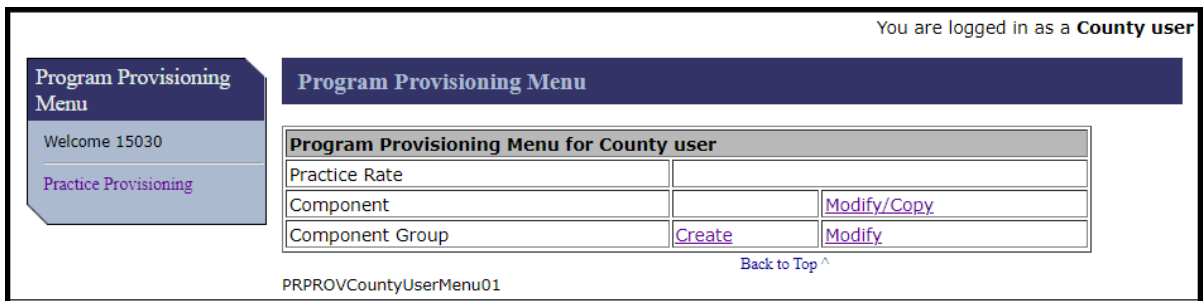 You are logged in as a County user
Program Provisioning
Menu
Welcome 15030
Practice Provisioning
Program Provisioning Menu
Program Provisioning Menu for County user
Practice Rate
Component Modify/Copy
Component Group Create Modify
Back to Top ^
PRPROVCountyUserMenu01